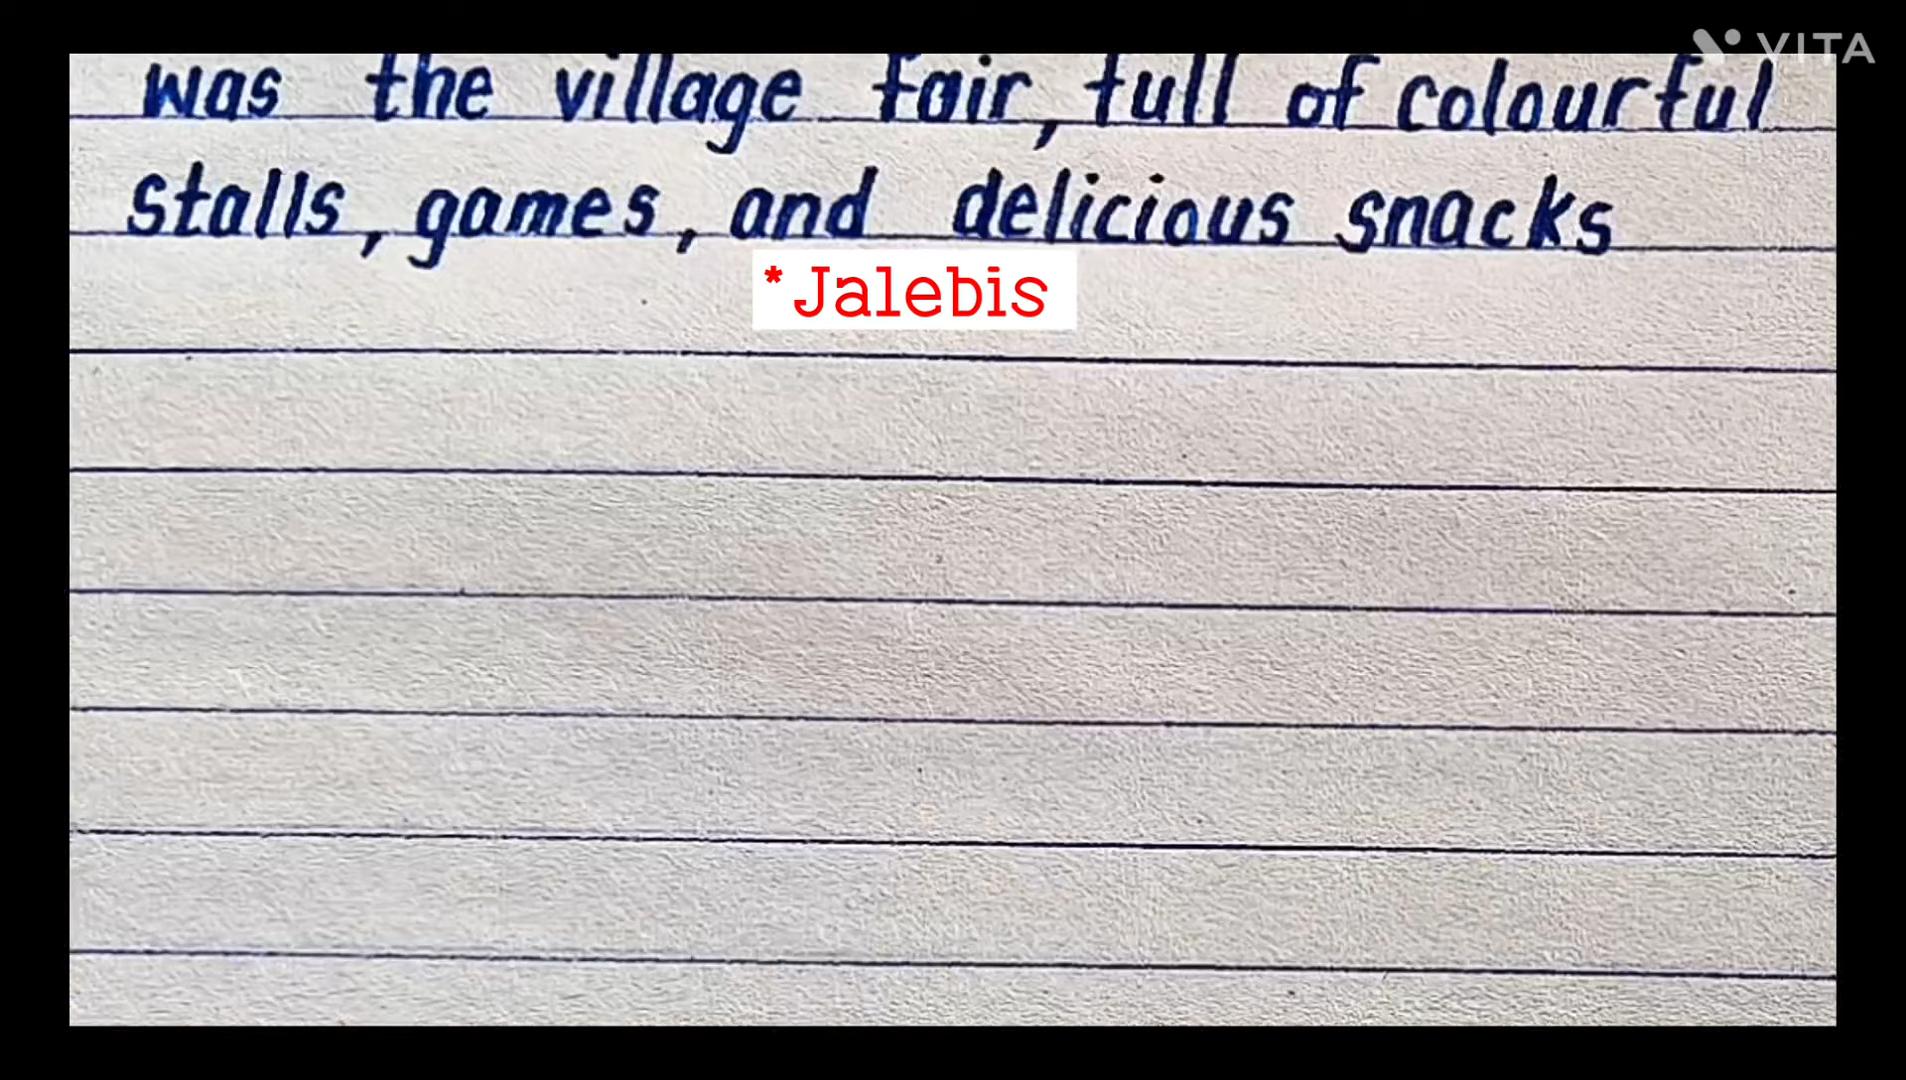 VITA
was the village fair, full of colourful
stalls, games, and delicious snacks
*Jalebis